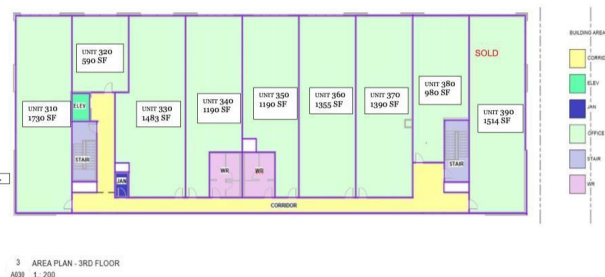 BUILDING AREA
UNIT 320
590 SF
SOLD
CORRID
UNIT 380
980 SF
ELEV
UNIT 350
1190 SF
UNIT 360
1355 SF
UNIT 370
1390 SF
UNIT 340
1190 SF
UNIT 310
1730 SF
ELEV
UNIT 330
1483 SF
JAN
UNIT 390
1514 SF
OFFICE
STAIR
STAIR
STAIR
WR
WR
JAN
WR
CORRIDOR
3 AREA PLAN - 3RD FLOOR
A030 1 : 200